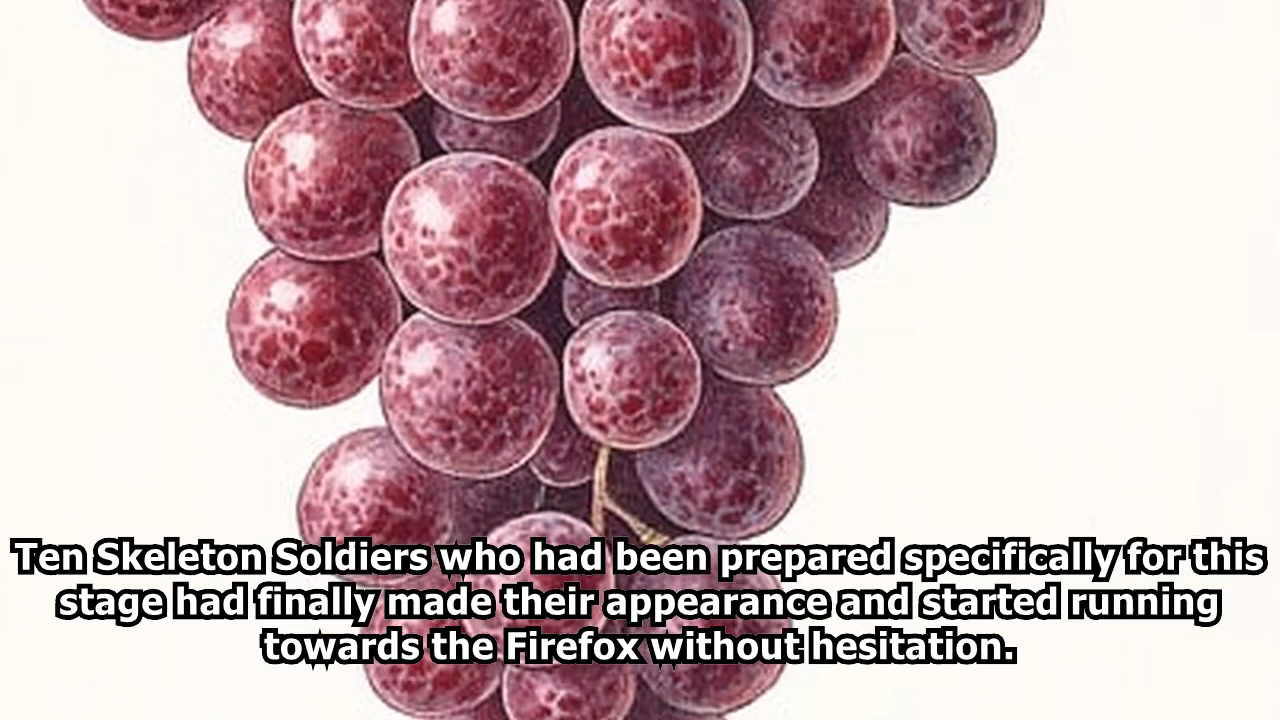 Ten Skeleton Soldiers who had been prepared specifically for this
stage had finally made their appearance and started running
towards the Firefox without hesitation.